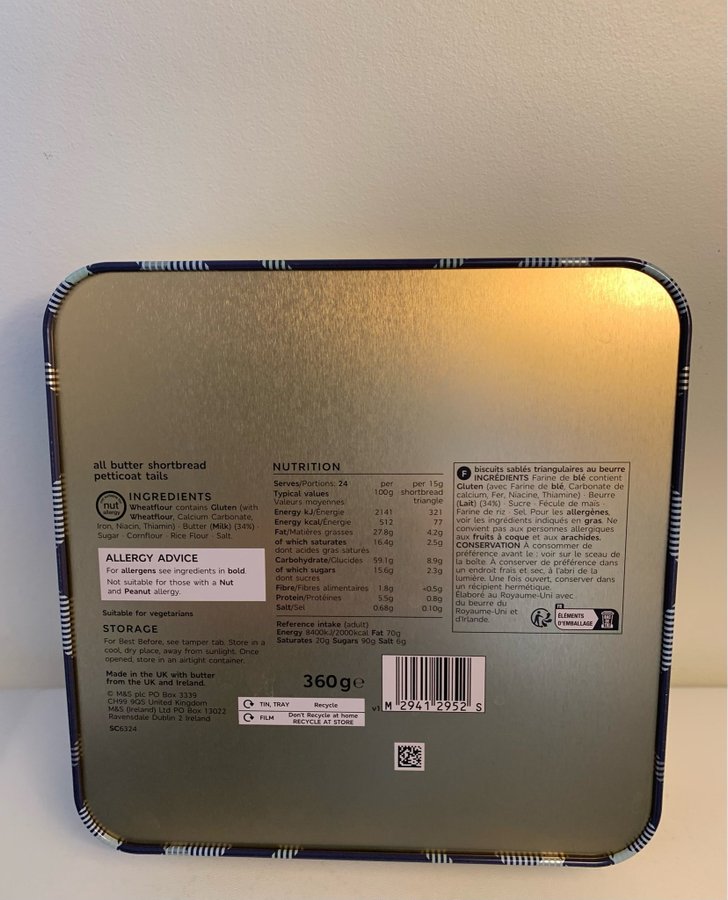 all butter shortbread
petticoat tails
nut
allergy
INGREDIENTS
Wheatflour contains Gluten (with
Wheatflour, Calcium Carbonate,
Iron, Niacin, Thiamin) · Butter (Milk) (34%) ·
Sugar · Cornflour · Rice Flour · Salt.
ALLERGY ADVICE
For allergens see ingredients in bold.
Not suitable for those with a Nut
and Peanut allergy.
Suitable for vegetarians
STORAGE
For Best Before, see tamper tab. Store in a
cool, dry place, away from sunlight. Once
opened, store in an airtight container.
Made in the UK with butter
from the UK and Ireland.
© M&S plc PO Box 3339
CH99 9QS United Kingdom
M&S (Ireland) Ltd PO Box 13022
Ravensdale Dublin 2 Ireland
SC6324
NUTRITION
Serves/Portions: 24 per per 15g
Typical values 100g shortbread
Valeurs moyennes triangle
Energy kJ/Énergie 2141 321
Energy kcal/Énergie 512 77
Fat/Matières grasses 27.8g 4.2g
of which saturates 16.4g 2.5g
dont acides gras saturés
Carbohydrate/Glucides 59.1g 8.9g
of which sugars 15.6g 2.3g
dont sucres
Fibre/Fibres alimentaires 1.8g <0.5g
Protein/Protéines 5.5g 0.8g
Salt/Sel 0.68g 0.10g
Reference intake (adult)
Energy 8400kJ/2000kcal Fat 70g
Saturates 20g Sugars 90g Salt 6g
360g e
TIN, TRAY Recycle
FILM Don't Recycle at home
RECYCLE AT STORE
v1 M 2941 2952 S
F biscuits sablés triangulaires au beurre
INGRÉDIENTS Farine de blé contient
Gluten (avec Farine de blé, Carbonate de
calcium, Fer, Niacine, Thiamine) · Beurre
(Lait) (34%) · Sucre · Fécule de maïs ·
Farine de riz · Sel. Pour les allergènes,
voir les ingrédients indiqués en gras. Ne
convient pas aux personnes allergiques
aux fruits à coque et aux arachides.
CONSERVATION À consommer de
préférence avant le : voir sur le sceau de
la boîte. À conserver de préférence dans
un endroit frais et sec, à l'abri de la
lumière. Une fois ouvert, conserver dans
un récipient hermétique.
Élaboré au Royaume-Uni avec
du beurre du
Royaume-Uni et
d'Irlande.
FR
ÉLÉMENTS
D'EMBALLAGE